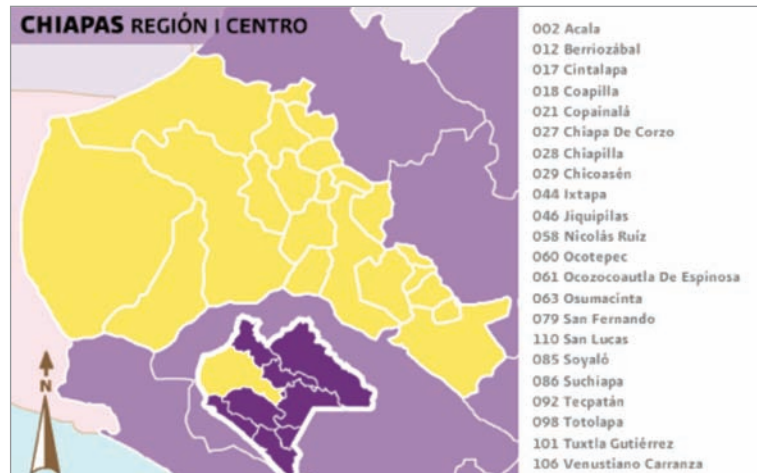 CHIAPAS REGIÓN I CENTRO
002 Acala
012 Berriozábal
017 Cintalapa
018 Coapilla
021 Copainalá
027 Chiapa De Corzo
028 Chiapilla
029 Chicoasén
044 Ixtapa
046 Jiquipilas
058 Nicolás Ruíz
060 Ocotepec
061 Ocozocoautla De Espinosa
063 Osumacinta
079 San Fernando
110 San Lucas
085 Soyaló
086 Suchiapa
092 Tecpatán
098 Totolapa
101 Tuxtla Gutiérrez
106 Venustiano Carranza
N